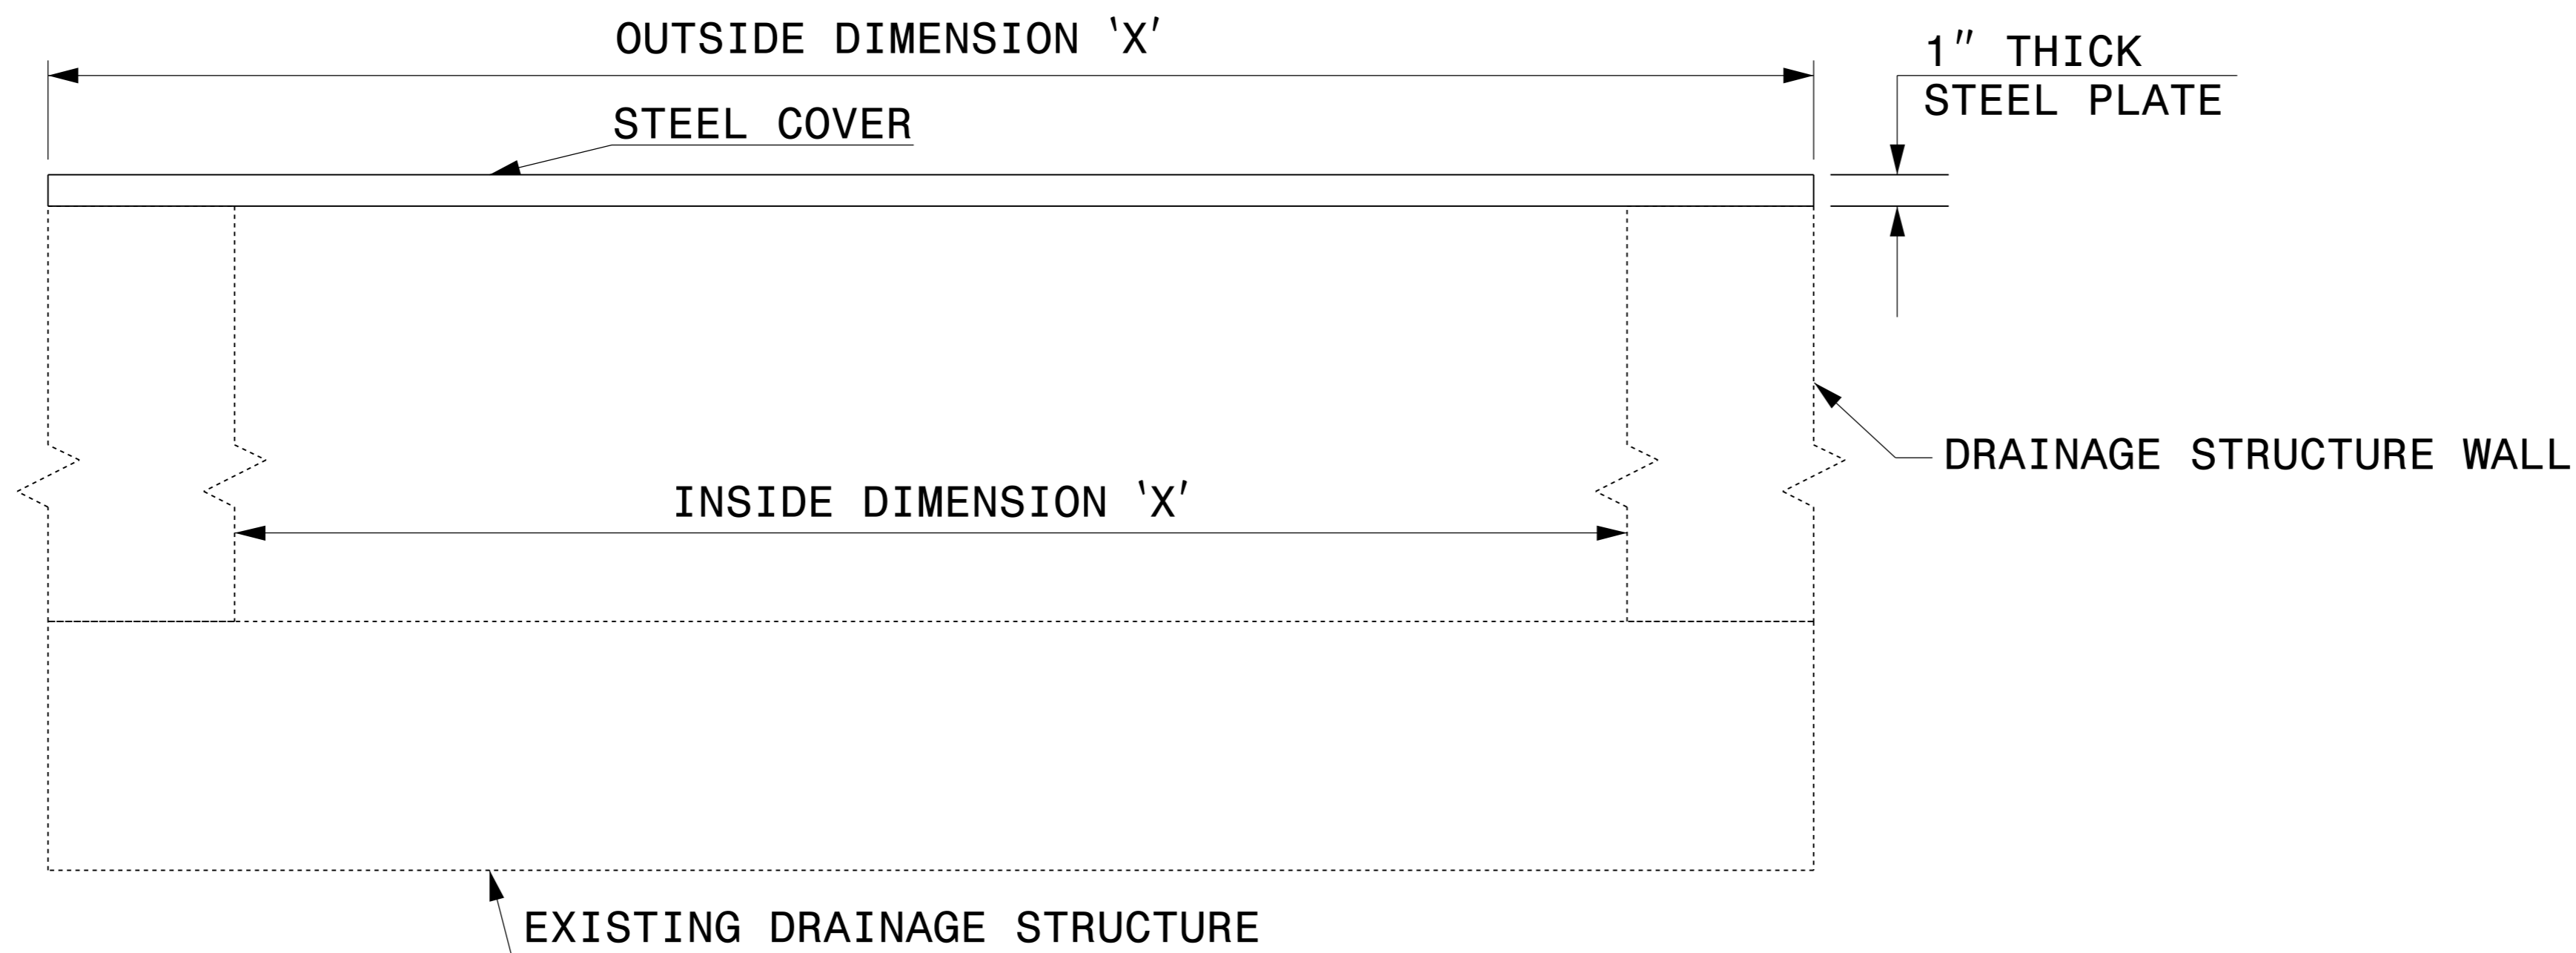 OUTSIDE DIMENSION 'X'
1" THICK
STEEL PLATE
STEEL COVER
DRAINAGE STRUCTURE WALL
INSIDE DIMENSION 'X'
EXISTING DRAINAGE STRUCTURE